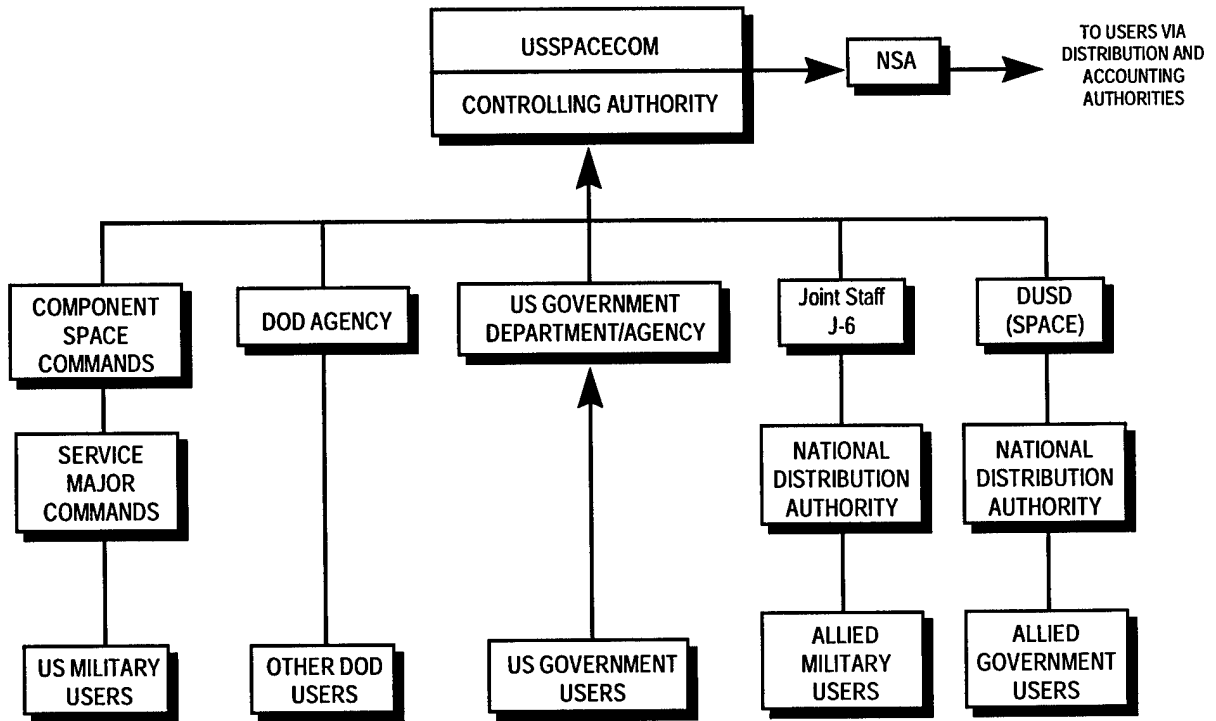 USSPACECOM
CONTROLLING AUTHORITY
NSA
TO USERS VIA
DISTRIBUTION AND
ACCOUNTING
AUTHORITIES
COMPONENT
SPACE
COMMANDS
DOD AGENCY
US GOVERNMENT
DEPARTMENT/AGENCY
Joint Staff
J-6
DUSD
(SPACE)
SERVICE
MAJOR
COMMANDS
NATIONAL
DISTRIBUTION
AUTHORITY
NATIONAL
DISTRIBUTION
AUTHORITY
US MILITARY
USERS
OTHER DOD
USERS
US GOVERNMENT
USERS
ALLIED
MILITARY
USERS
ALLIED
GOVERNMENT
USERS